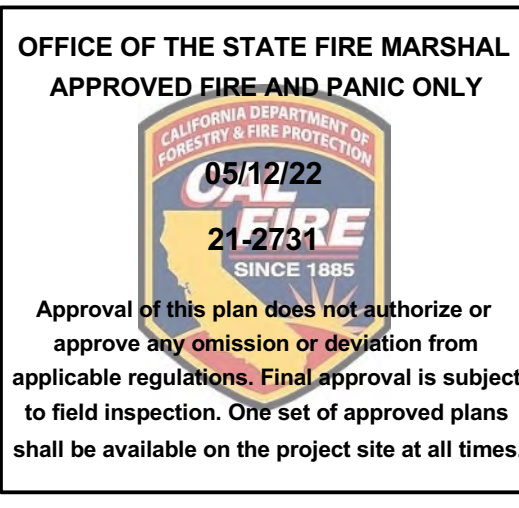 OFFICE OF THE STATE FIRE MARSHAL
APPROVED FIRE AND PANIC ONLY
CALIFORNIA DEPARTMENT OF
FORESTRY & FIRE PROTECTION
05/12/22
CAL
FIRE
21-2731
SINCE 1885
Approval of this plan does not authorize or
approve any omission or deviation from
applicable regulations. Final approval is subject
to field inspection. One set of approved plans
shall be available on the project site at all times.